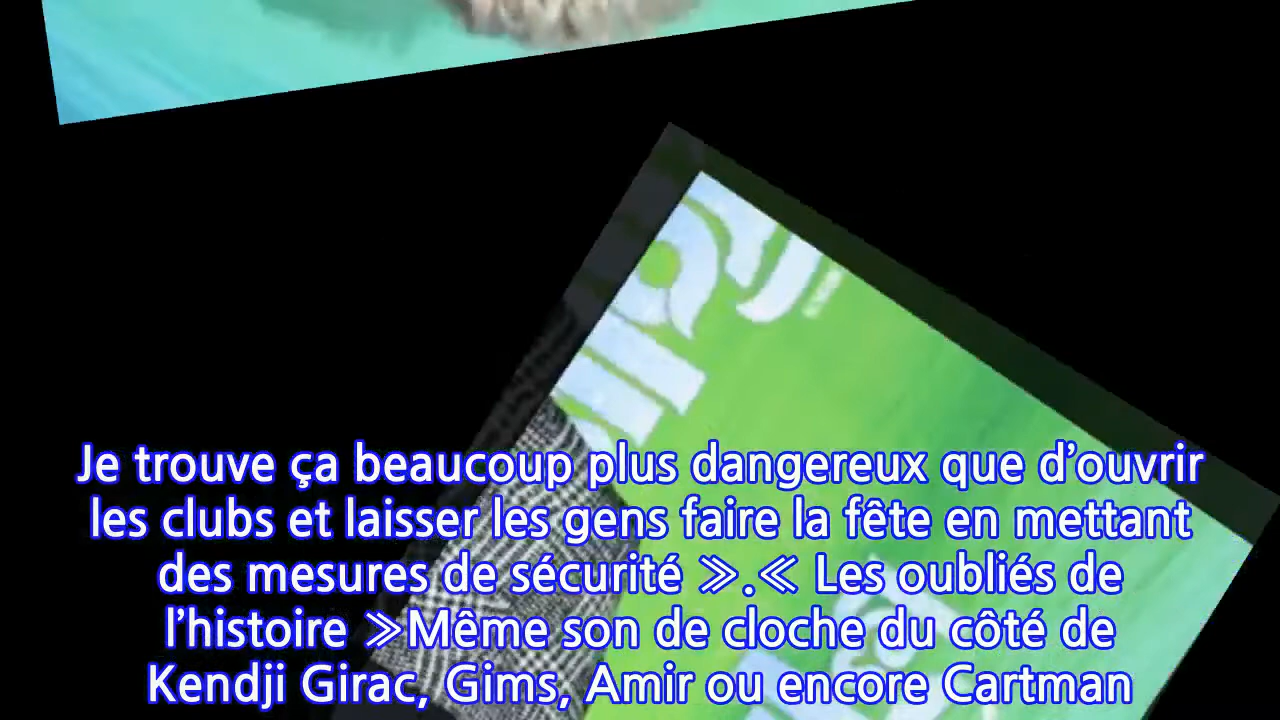 Je trouve ça beaucoup plus dangereux que d’ouvrir
les clubs et laisser les gens faire la fête en mettant
des mesures de sécurité ≫.≪ Les oubliés de
l’histoire ≫Même son de cloche du côté de
Kendji Girac, Gims, Amir ou encore Cartman